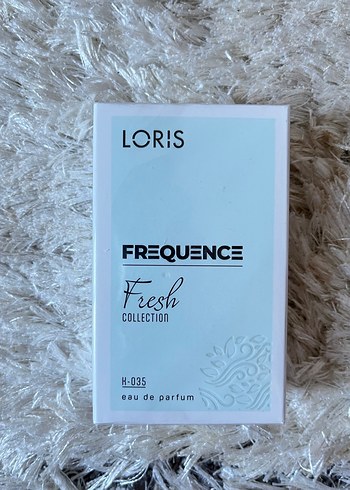 LORIS
FREQUENCE
Fresh
COLLECTION
K-035
eau de parfum